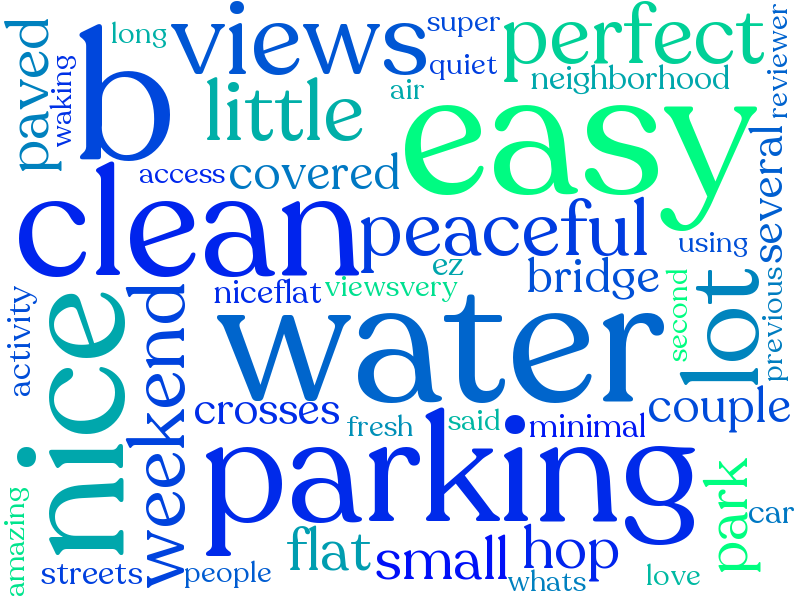 long
views
super
perfect
paved
waking
b
quiet
neighborhood
reviewer
air
little
easy
access
covered
several
clean
peaceful
using
ez
bridge
niceflat
viewsvery
second
lot
previous
activity
nice
weekend
water
crosses
fresh
said
minimal
couple
parking
amazing
park
car
flat
small
hop
streets
people
whats
love